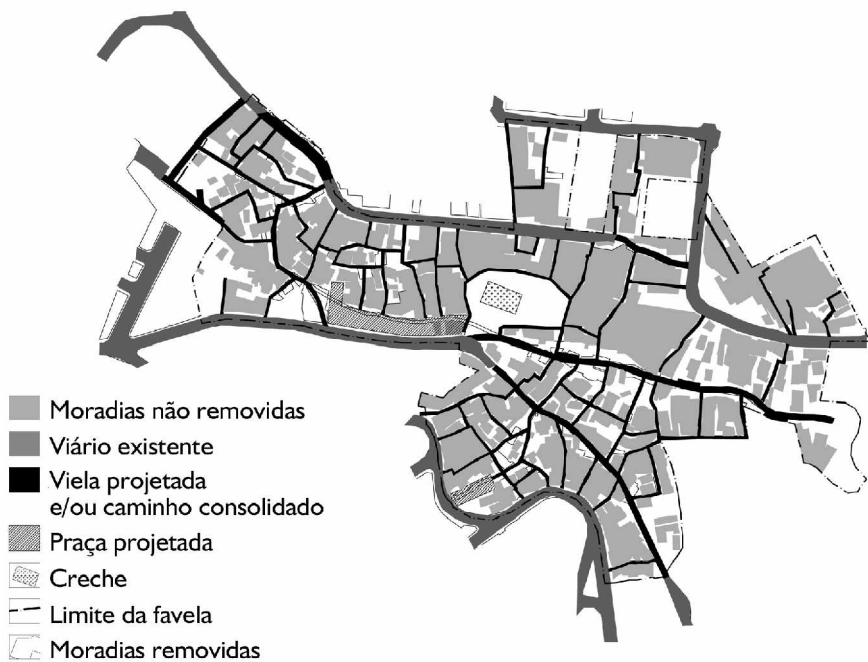 Moradias não removidas
Viário existente
Viela projetada
e/ou caminho consolidado
Praça projetada
Creche
Limite da favela
Moradias removidas